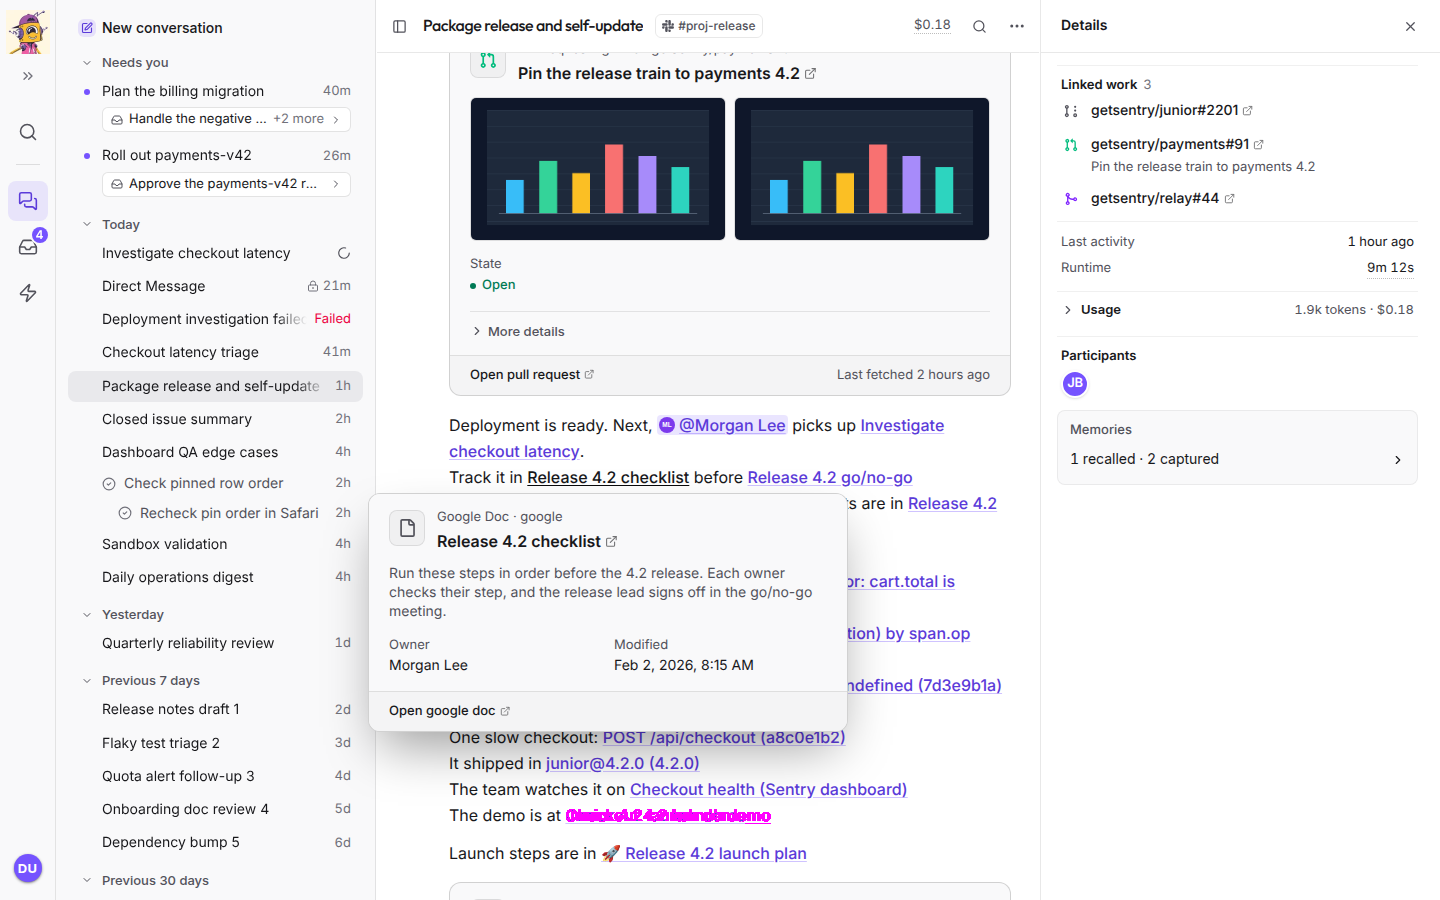 New conversation
Needs you
Plan the billing migration 40m
Handle the negative ... +2 more
Roll out payments-v42 26m
Approve the payments-v42 r...
Today
Investigate checkout latency
Direct Message 21m
Deployment investigation failed Failed
Checkout latency triage 41m
Package release and self-update 1h
Closed issue summary 2h
Dashboard QA edge cases 4h
Check pinned row order 2h
Recheck pin order in Safari 2h
Sandbox validation 4h
Daily operations digest 4h
Yesterday
Quarterly reliability review 1d
Previous 7 days
Release notes draft 1 2d
Flaky test triage 2 3d
Quota alert follow-up 3 4d
Onboarding doc review 4 5d
Dependency bump 5 6d
Previous 30 days
4
DU
Package release and self-update #proj-release $0.18
Pin the release train to payments 4.2
State
Open
More details
Open pull request Last fetched 2 hours ago
Deployment is ready. Next, ML @Morgan Lee picks up Investigate
checkout latency.
Track it in Release 4.2 checklist before Release 4.2 go/no-go
s are in Release 4.2
or: cart.total is
tion) by span.op
ndefined (7d3e9b1a)
Google Doc · google
Release 4.2 checklist
Run these steps in order before the 4.2 release. Each owner
checks their step, and the release lead signs off in the go/no-go
meeting.
Owner Modified
Morgan Lee Feb 2, 2026, 8:15 AM
Open google doc
One slow checkout: POST /api/checkout (a8c0e1b2)
It shipped in junior@4.2.0 (4.2.0)
The team watches it on Checkout health (Sentry dashboard)
The demo is at
Launch steps are in 🚀 Release 4.2 launch plan
Details
Linked work 3
getsentry/junior#2201
getsentry/payments#91
Pin the release train to payments 4.2
getsentry/relay#44
Last activity 1 hour ago
Runtime 9m 12s
Usage 1.9k tokens · $0.18
Participants
JB
Memories
1 recalled · 2 captured